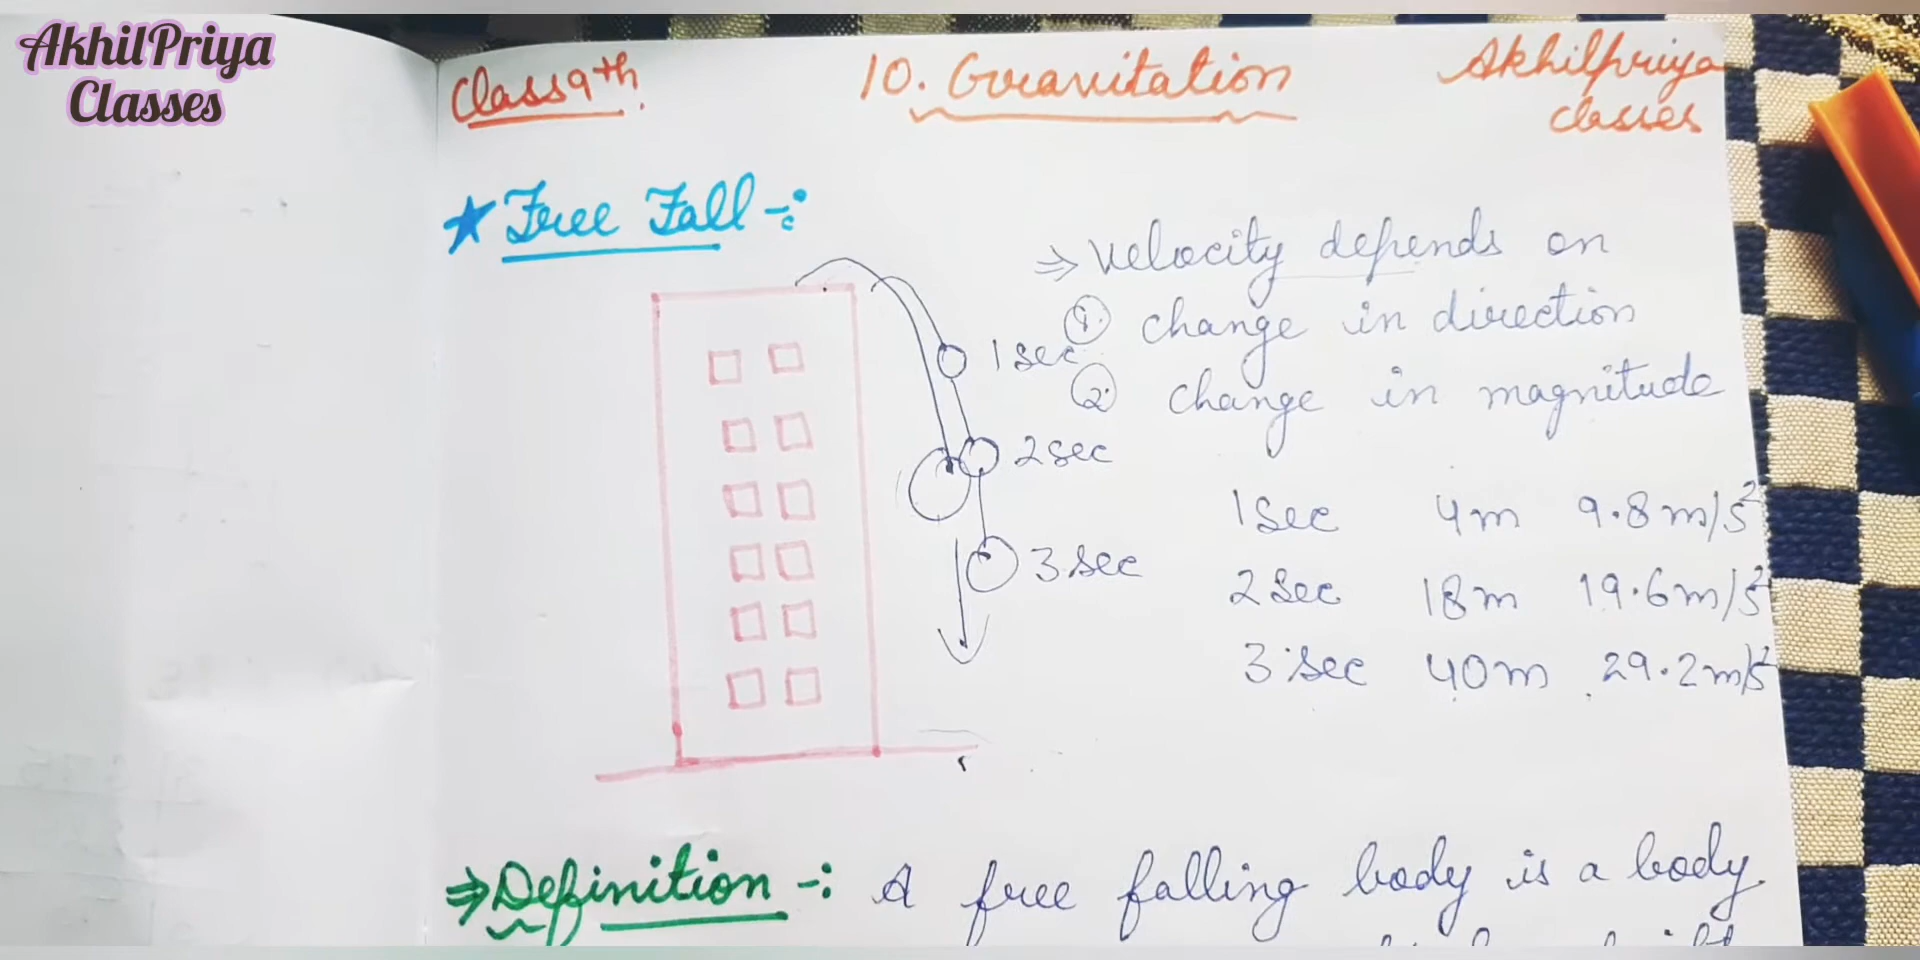 AkhilPriya
Classes
Class 9th.
10. Gravitation
Akhilpriya
classes
★ Free Fall -:
⇒ Velocity depends on
1. change in direction
2. change in magnitude
1 sec
2 sec
3 sec
1 Sec 4m 9.8 m/s²
2 Sec 18m 19.6 m/s²
3 sec 40m 29.2 m/s²
⇒ Definition -: A free falling body is a body